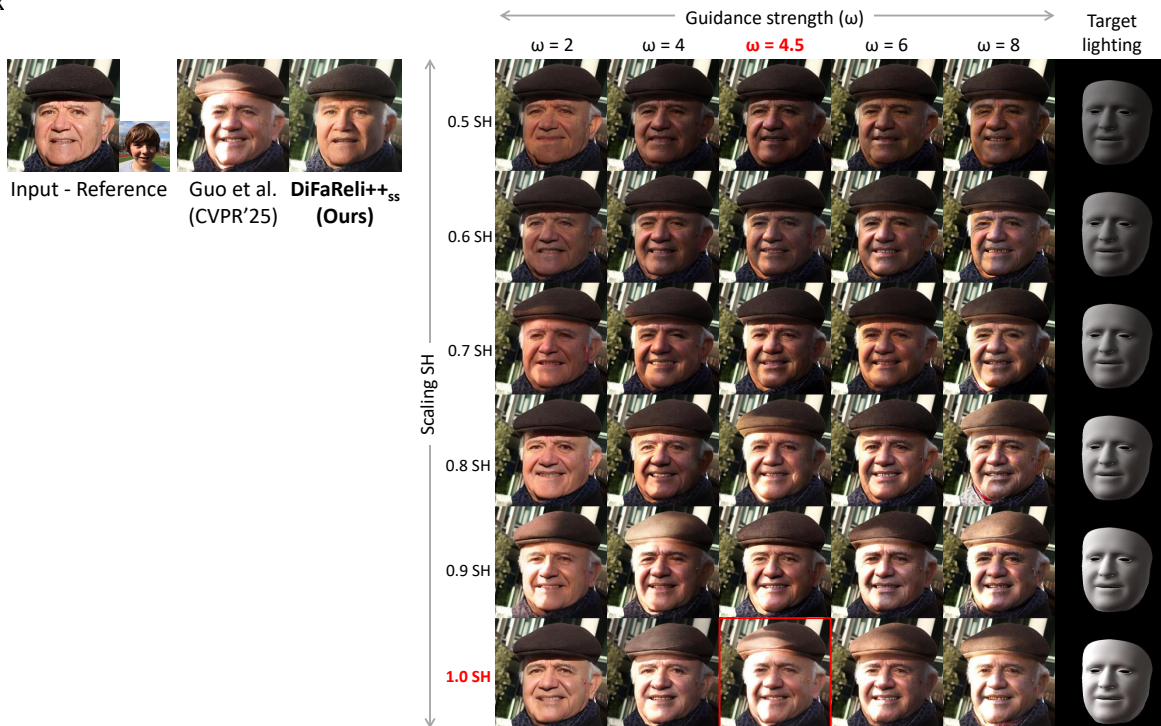 Guidance strength (ω)
Target
lighting
ω = 2
ω = 4
ω = 4.5
ω = 6
ω = 8
Input - Reference
Guo et al.
(CVPR’25)
DiFaReli++ss
(Ours)
Scaling SH
0.5 SH
0.6 SH
0.7 SH
0.8 SH
0.9 SH
1.0 SH